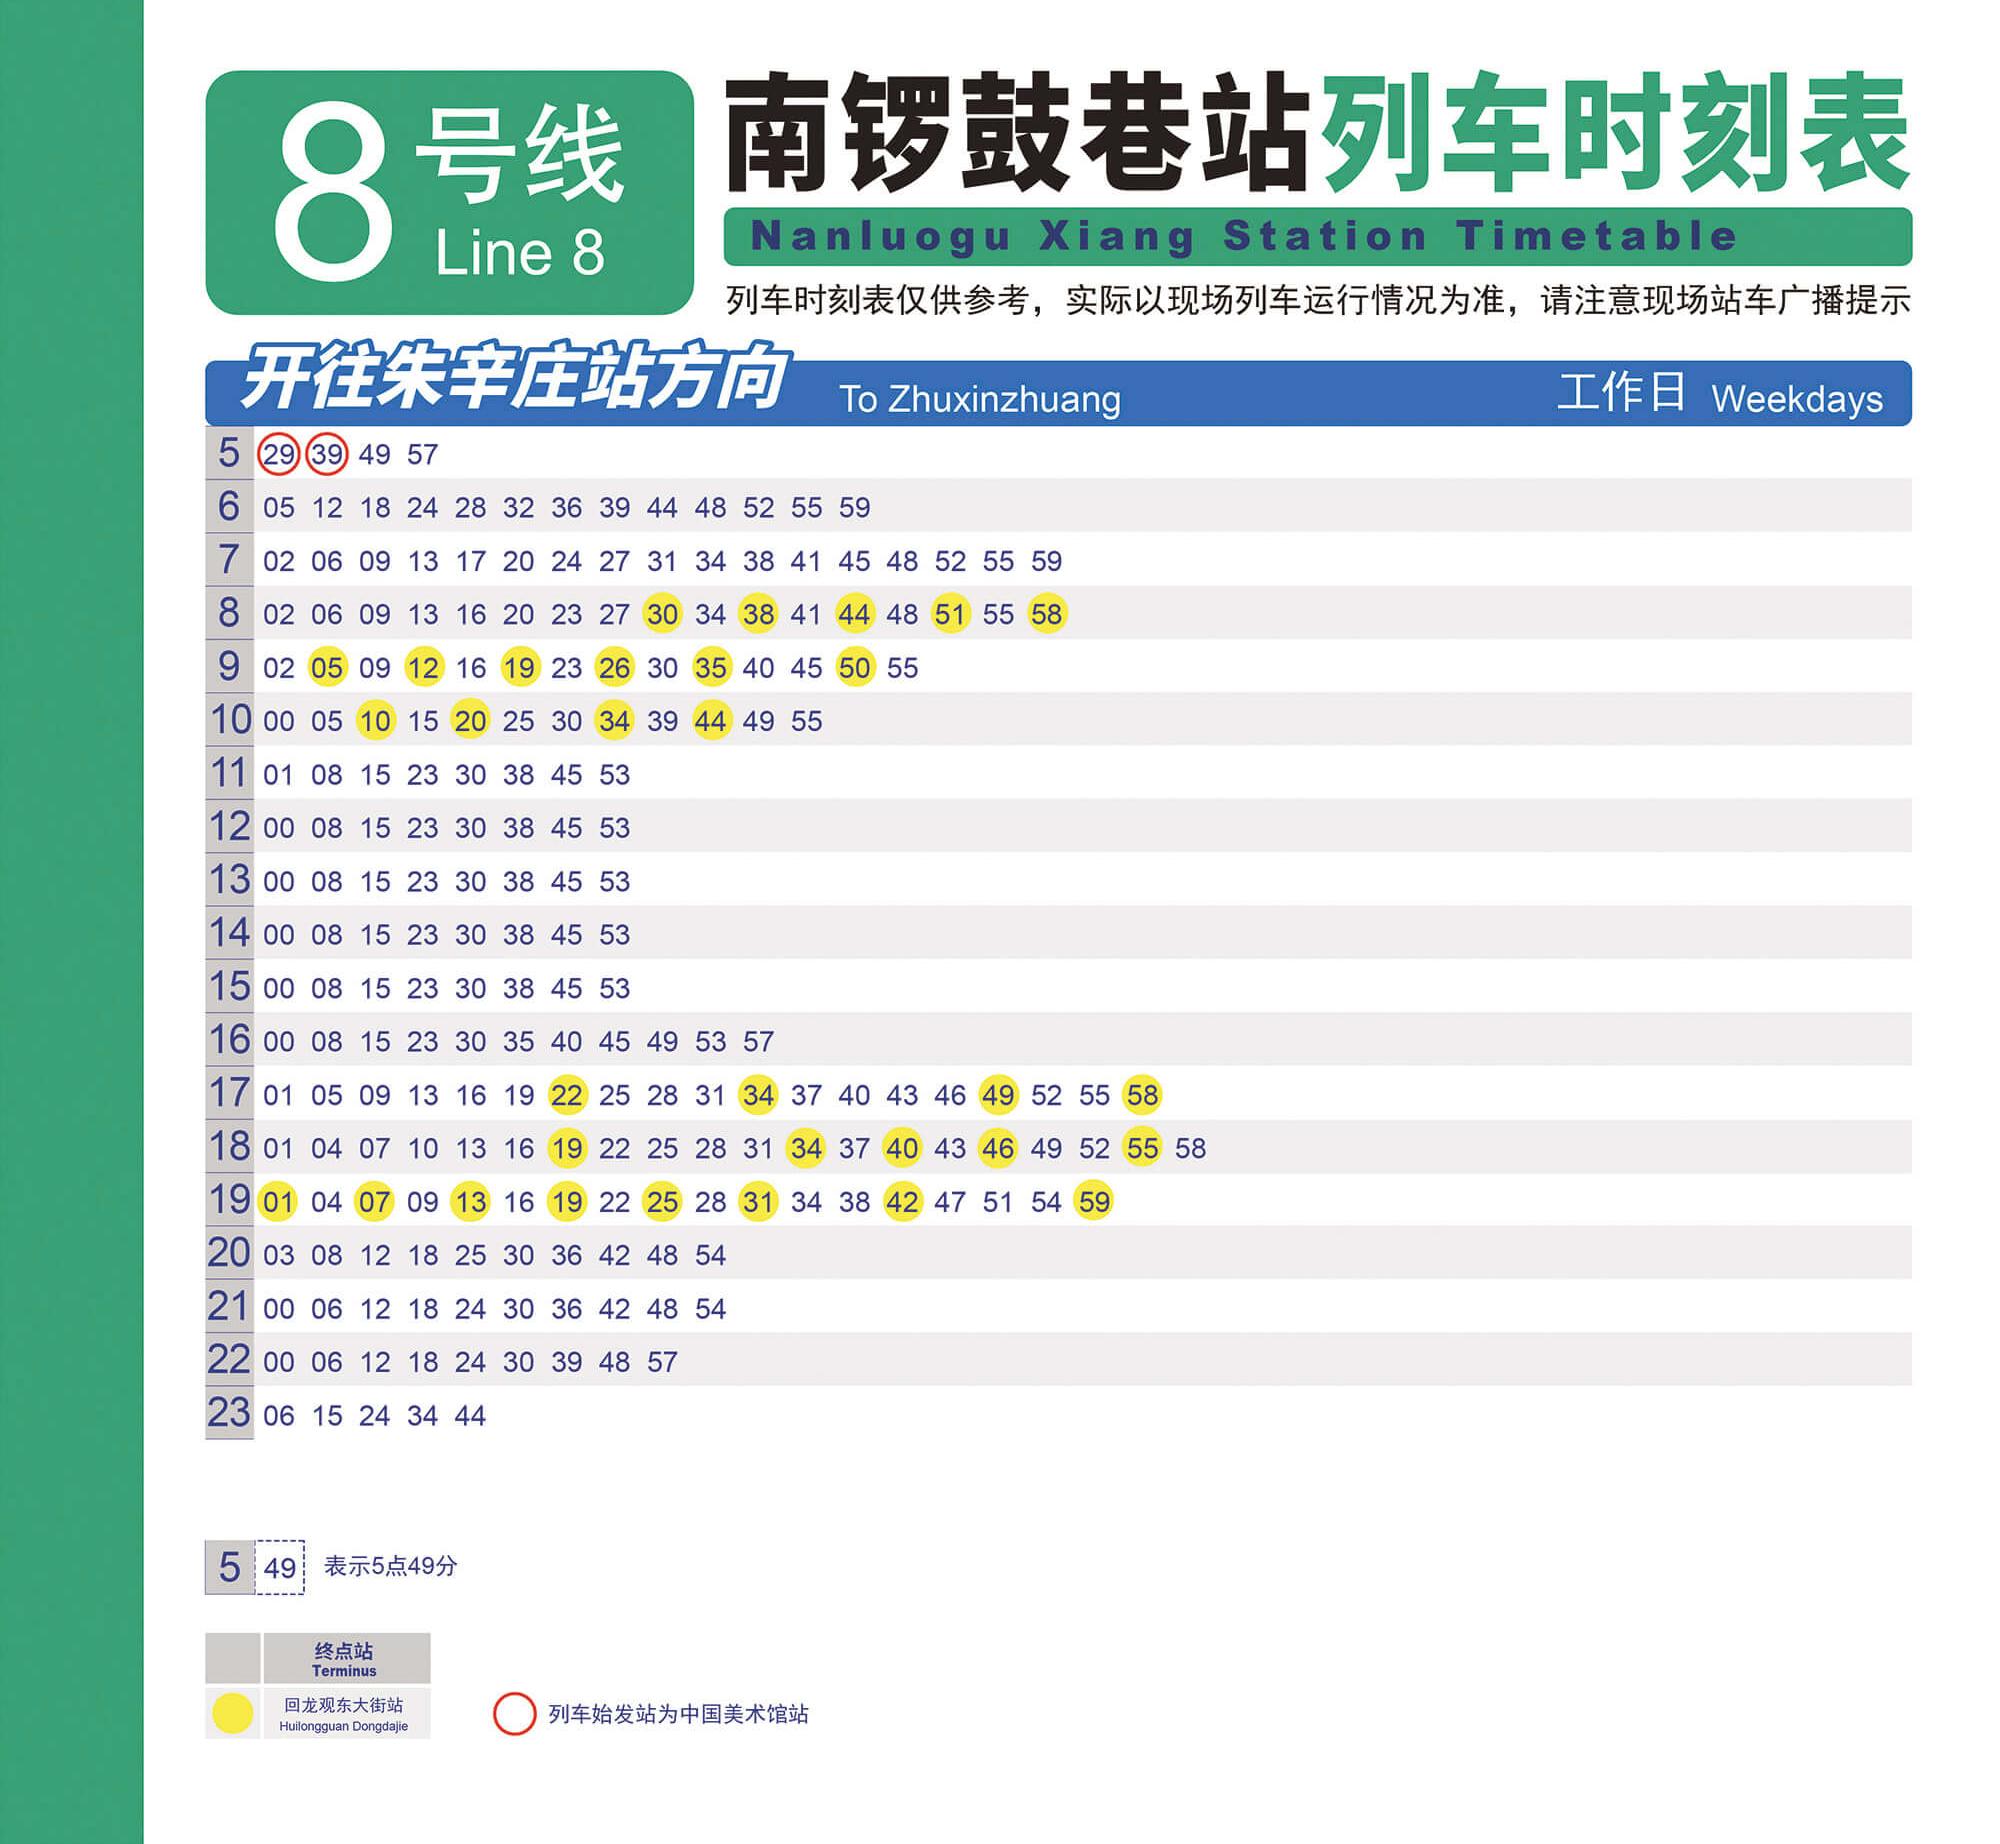 8号线
Line 8
南锣鼓巷站列车时刻表
Nanluogu Xiang Station Timetable
列车时刻表仅供参考，实际以现场列车运行情况为准，请注意现场站车广播提示
开往朱辛庄站方向 To Zhuxinzhuang 工作日 Weekdays
5 29 39 49 57
6 05 12 18 24 28 32 36 39 44 48 52 55 59
7 02 06 09 13 17 20 24 27 31 34 38 41 45 48 52 55 59
8 02 06 09 13 16 20 23 27 30 34 38 41 44 48 51 55 58
9 02 05 09 12 16 19 23 26 30 35 40 45 50 55
10 00 05 10 15 20 25 30 34 39 44 49 55
11 01 08 15 23 30 38 45 53
12 00 08 15 23 30 38 45 53
13 00 08 15 23 30 38 45 53
14 00 08 15 23 30 38 45 53
15 00 08 15 23 30 38 45 53
16 00 08 15 23 30 35 40 45 49 53 57
17 01 05 09 13 16 19 22 25 28 31 34 37 40 43 46 49 52 55 58
18 01 04 07 10 13 16 19 22 25 28 31 34 37 40 43 46 49 52 55 58
19 01 04 07 09 13 16 19 22 25 28 31 34 38 42 47 51 54 59
20 03 08 12 18 25 30 36 42 48 54
21 00 06 12 18 24 30 36 42 48 54
22 00 06 12 18 24 30 39 48 57
23 06 15 24 34 44
5 49 表示5点49分
终点站
Terminus
回龙观东大街站
Huilongguan Dongdajie
列车始发站为中国美术馆站